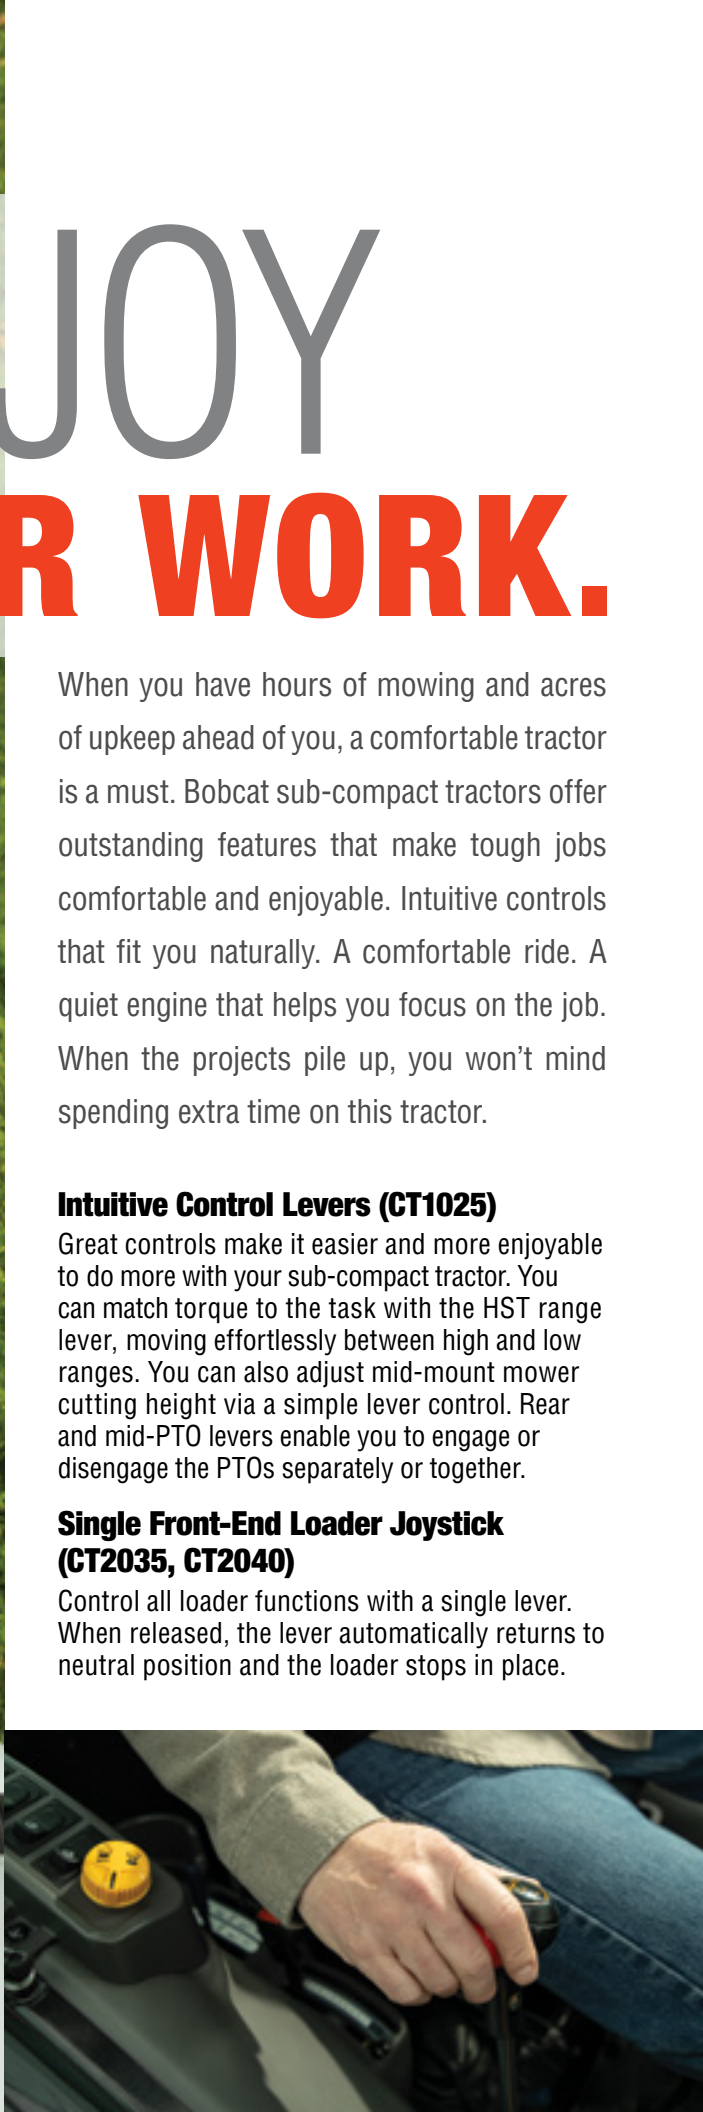 JOY
R WORK.
When you have hours of mowing and acres
of upkeep ahead of you, a comfortable tractor
is a must. Bobcat sub-compact tractors offer
outstanding features that make tough jobs
comfortable and enjoyable. Intuitive controls
that fit you naturally. A comfortable ride. A
quiet engine that helps you focus on the job.
When the projects pile up, you won’t mind
spending extra time on this tractor.
Intuitive Control Levers (CT1025)
Great controls make it easier and more enjoyable
to do more with your sub-compact tractor. You
can match torque to the task with the HST range
lever, moving effortlessly between high and low
ranges. You can also adjust mid-mount mower
cutting height via a simple lever control. Rear
and mid-PTO levers enable you to engage or
disengage the PTOs separately or together.
Single Front-End Loader Joystick
(CT2035, CT2040)
Control all loader functions with a single lever.
When released, the lever automatically returns to
neutral position and the loader stops in place.